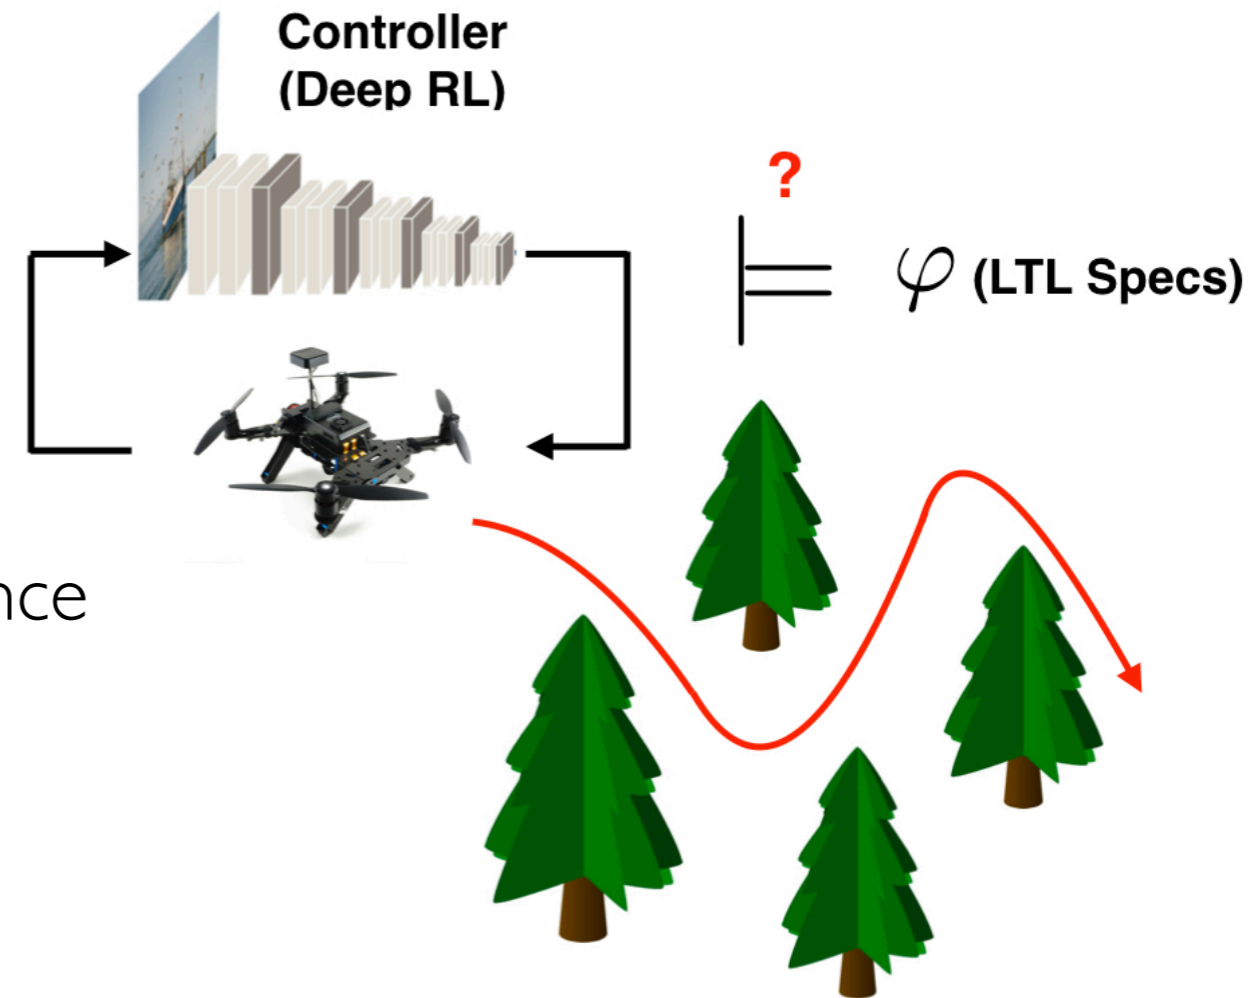 Controller
(Deep RL)
?
⊨ φ (LTL Specs)
nce